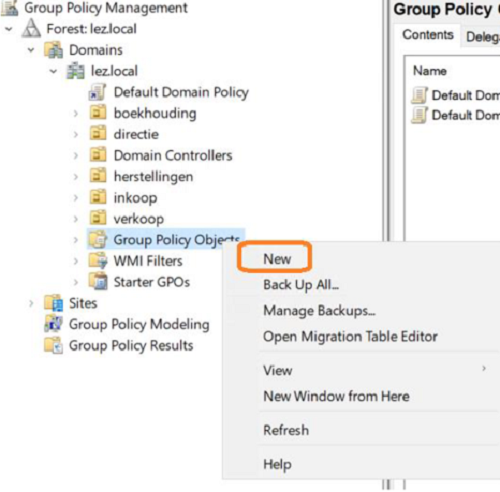 Group Policy Management
Forest: lez.local
Domains
lez.local
Default Domain Policy
boekhouding
directie
Domain Controllers
herstellingen
inkoop
verkoop
Group Policy Objects
WMI Filters
Starter GPOs
Sites
Group Policy Modeling
Group Policy Results
Group Policy
Contents
Deleg
Name
Default Dom
Default Dom
New
Back Up All...
Manage Backups...
Open Migration Table Editor
View
New Window from Here
Refresh
Help